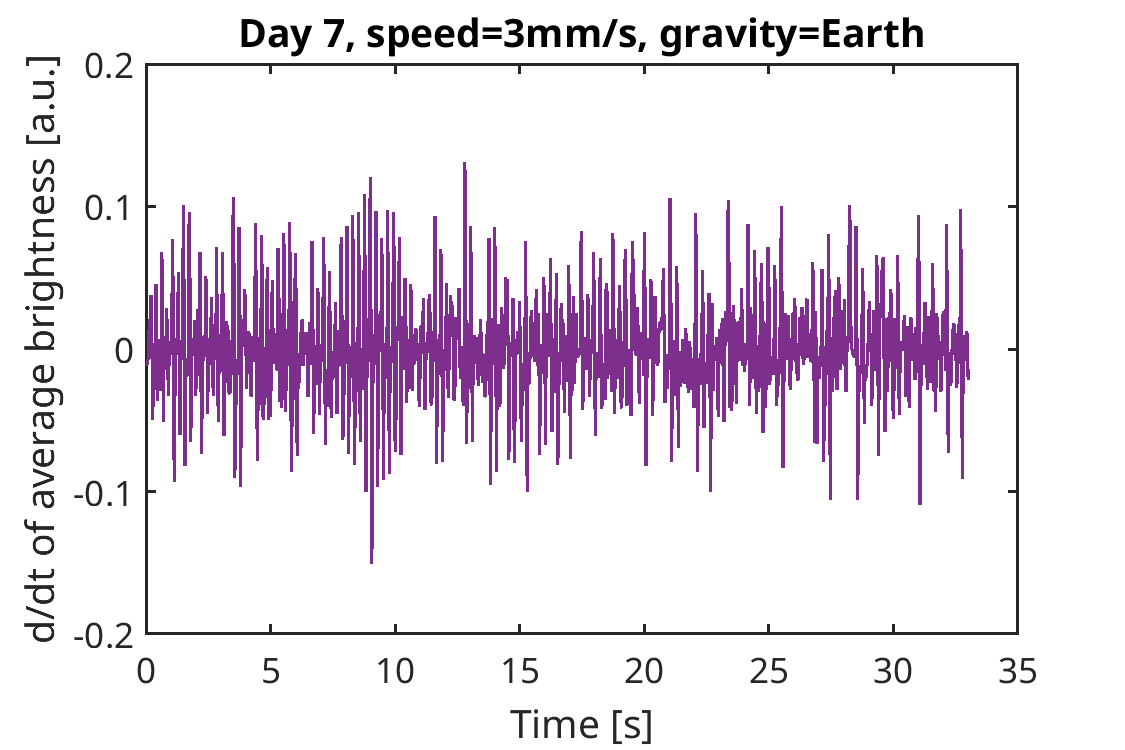 Day 7, speed=3mm/s, gravity=Earth
d/dt of average brightness [a.u.]
0.2
0.1
0
-0.1
-0.2
0 5 10 15 20 25 30 35
Time [s]